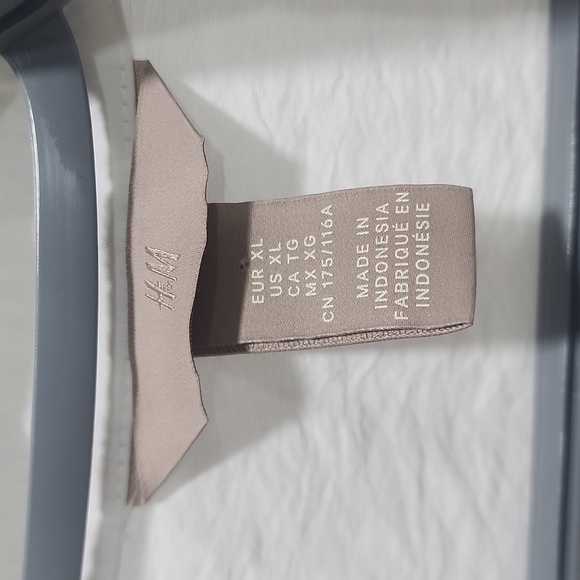 H&M
EUR XL
US XL
CA TG
MX XG
CN 175/116A
MADE IN
INDONESIA
FABRIQUÉ EN
INDONÉSIE